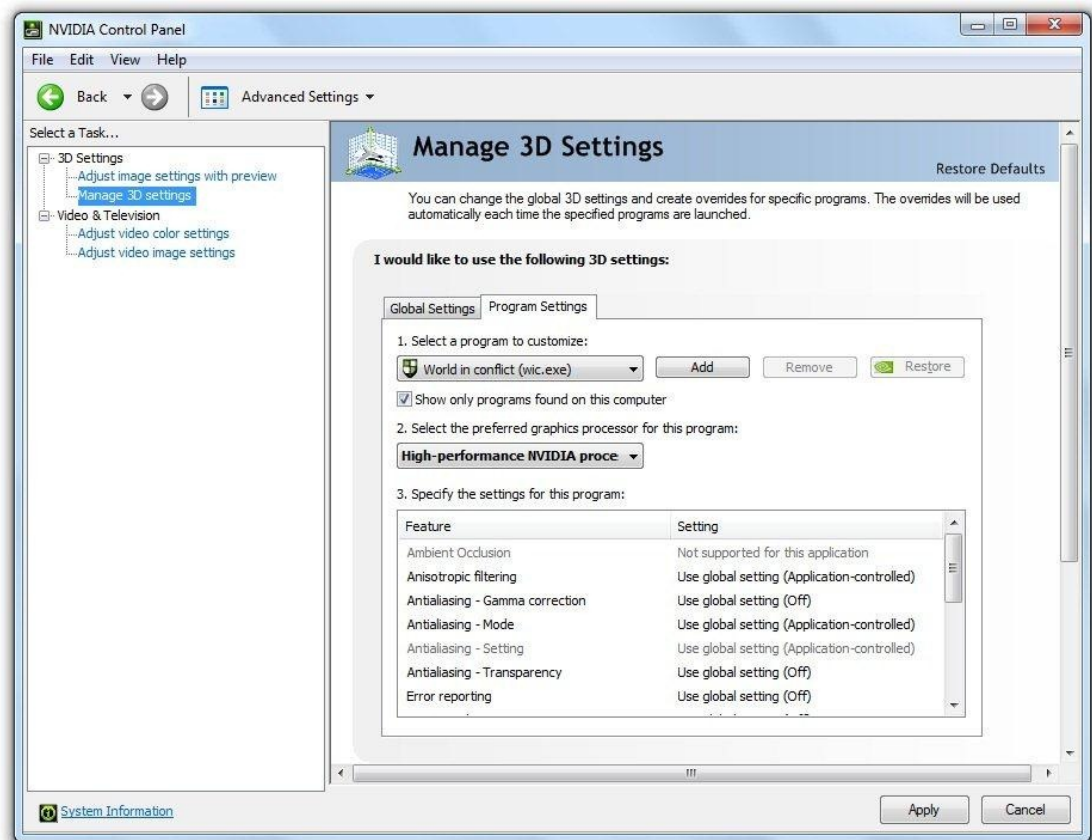 NVIDIA Control Panel
File Edit View Help
Back Advanced Settings
Select a Task...
3D Settings
Adjust image settings with preview
Manage 3D settings
Video & Television
Adjust video color settings
Adjust video image settings
Manage 3D Settings
Restore Defaults
You can change the global 3D settings and create overrides for specific programs. The overrides will be used
automatically each time the specified programs are launched.
I would like to use the following 3D settings:
Global Settings Program Settings
1. Select a program to customize:
World in conflict (wic.exe) Add Remove Restore
Show only programs found on this computer
2. Select the preferred graphics processor for this program:
High-performance NVIDIA proce
3. Specify the settings for this program:
Feature Setting
Ambient Occlusion Not supported for this application
Anisotropic filtering Use global setting (Application-controlled)
Antialiasing - Gamma correction Use global setting (Off)
Antialiasing - Mode Use global setting (Application-controlled)
Antialiasing - Setting Use global setting (Application-controlled)
Antialiasing - Transparency Use global setting (Off)
Error reporting Use global setting (Off)
System Information Apply Cancel